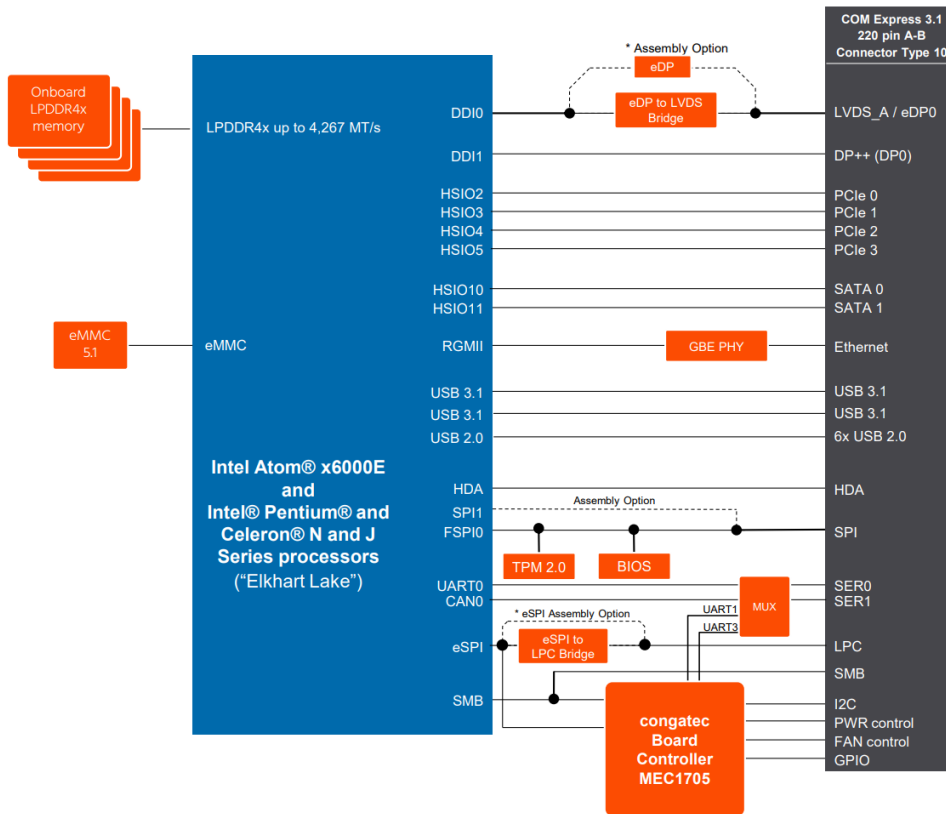 COM Express 3.1
220 pin A-B
Connector Type 10
* Assembly Option
eDP
Onboard
LPDDR4x
memory
LPDDR4x up to 4,267 MT/s
DDI0
eDP to LVDS
Bridge
LVDS_A / eDP0
DDI1
DP++ (DP0)
HSIO2
PCIe 0
HSIO3
PCIe 1
HSIO4
PCIe 2
HSIO5
PCIe 3
HSIO10
SATA 0
HSIO11
SATA 1
eMMC
5.1
eMMC
RGMII
GBE PHY
Ethernet
USB 3.1
USB 3.1
USB 3.1
USB 3.1
USB 2.0
6x USB 2.0
Intel Atom® x6000E
and
Intel® Pentium® and
Celeron® N and J
Series processors
("Elkhart Lake")
HDA
HDA
Assembly Option
SPI1
FSPI0
SPI
TPM 2.0
BIOS
UART0
SER0
CAN0
SER1
MUX
UART1
UART3
* eSPI Assembly Option
eSPI
eSPI to
LPC Bridge
LPC
SMB
SMB
congatec
Board
Controller
MEC1705
I2C
PWR control
FAN control
GPIO